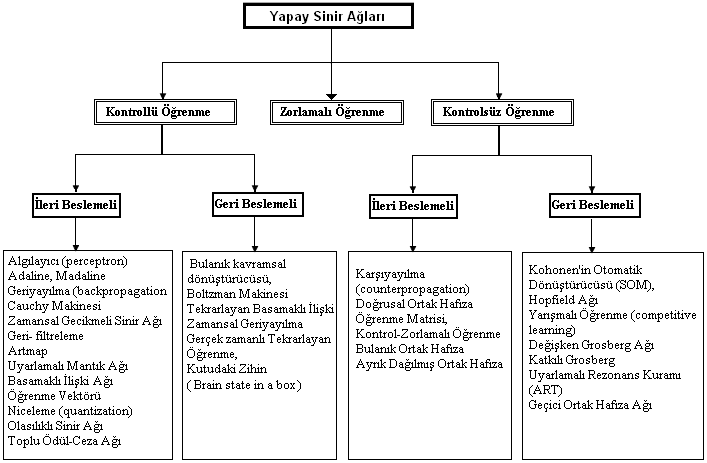 Yapay Sinir Ağları
Kontrollü Öğrenme
Zorlamalı Öğrenme
Kontrolsüz Öğrenme
İleri Beslemeli
Geri Beslemeli
İleri Beslemeli
Geri Beslemeli
Algılayıcı (perceptron)
Adaline, Madaline
Geriyayılma (backpropagation
Cauchy Makinesi
Zamansal Gecikmeli Sinir Ağı
Geri- filtreleme
Artmap
Uyarlamalı Mantık Ağı
Basamaklı İlişki Ağı
Öğrenme Vektörü
Niceleme (quantization)
Olasılıklı Sinir Ağı
Toplu Ödül-Ceza Ağı
Bulanık kavramsal
dönüştürücüsü,
Boltzman Makinesi
Tekrarlayan Basamaklı İlişki
Zamansal Geriyayılma
Gerçek zamanlı Tekrarlayan
Öğrenme,
Kutudaki Zihin
( Brain state in a box)
Karşıyayılma
(counterpropagation)
Doğrusal Ortak Hafıza
Öğrenme Matrisi,
Kontrol-Zorlamalı Öğrenme
Bulanık Ortak Hafıza
Ayrık Dağılmış Ortak Hafıza
Kohonen'in Otomatik
Dönüştürücüsü (SOM),
Hopfield Ağı
Yarışmalı Öğrenme (competitive
learning)
Değişken Grosberg Ağı
Katkılı Grosberg
Uyarlamalı Rezonans Kuramı
(ART)
Geçici Ortak Hafıza Ağı